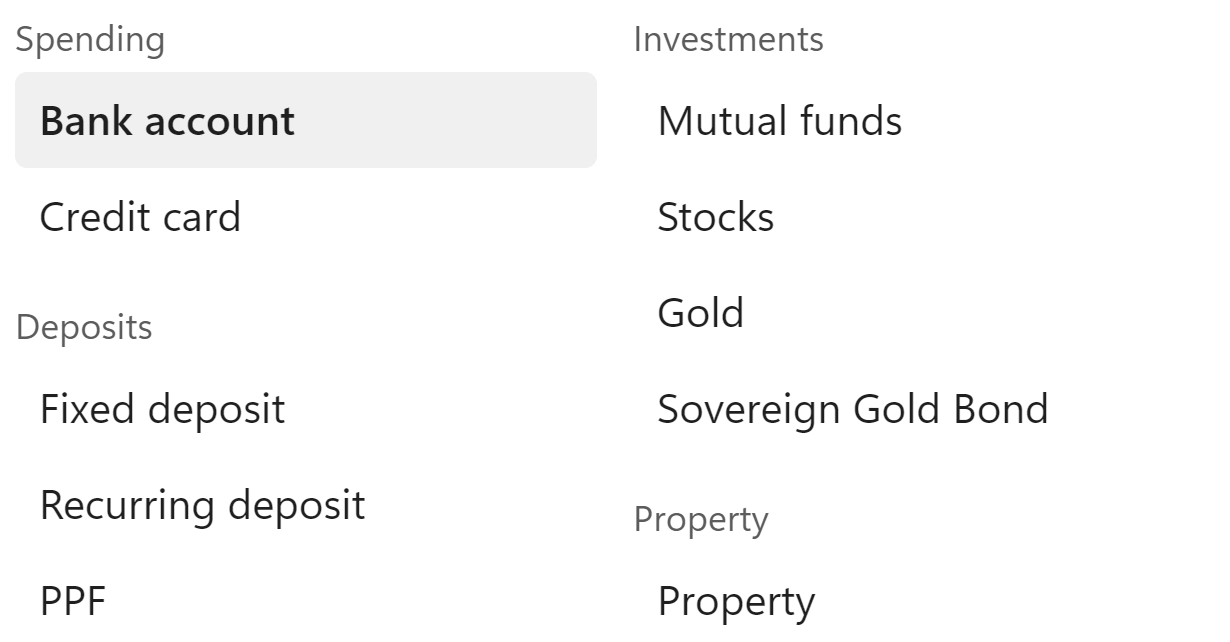 Spending
Bank account
Credit card
Deposits
Fixed deposit
Recurring deposit
PPF
Investments
Mutual funds
Stocks
Gold
Sovereign Gold Bond
Property
Property